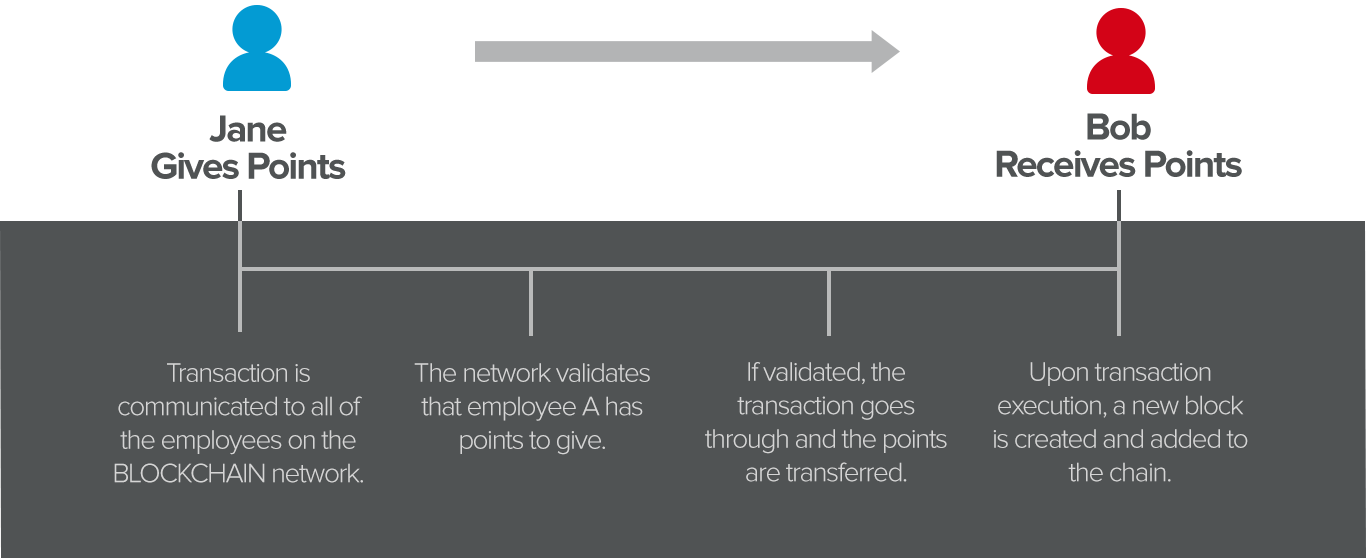 Jane
Gives Points
Bob
Receives Points
Transaction is
communicated to all of
the employees on the
BLOCKCHAIN network.
The network validates
that employee A has
points to give.
If validated, the
transaction goes
through and the points
are transferred.
Upon transaction
execution, a new block
is created and added to
the chain.